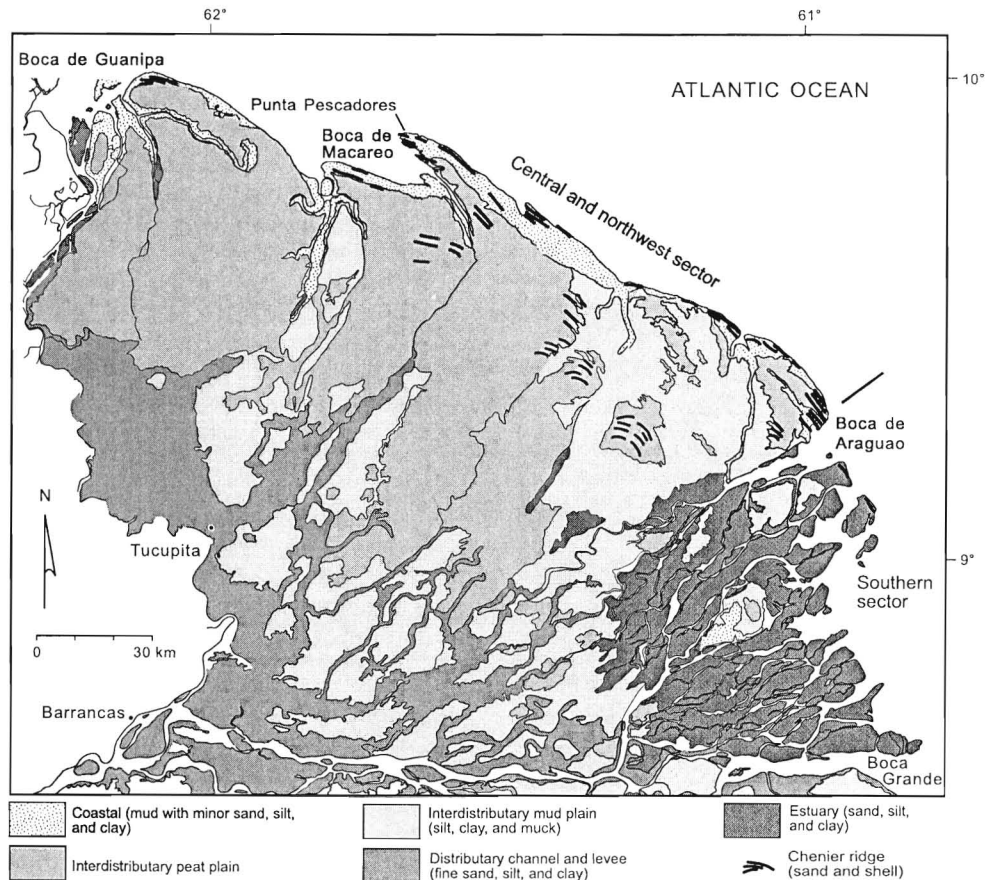 62°
61°
Boca de Guanipa
10°
ATLANTIC OCEAN
Punta Pescadores
Boca de
Macareo
Central and northwest sector
Boca de
Araguao
N
Tucupita
9°
Southern
sector
0 30 km
Barrancas
Boca
Grande
Coastal (mud with minor sand, silt,
and clay)
Interdistributary mud plain
(silt, clay, and muck)
Estuary (sand, silt,
and clay)
Interdistributary peat plain
Distributary channel and levee
(fine sand, silt, and clay)
Chenier ridge
(sand and shell)